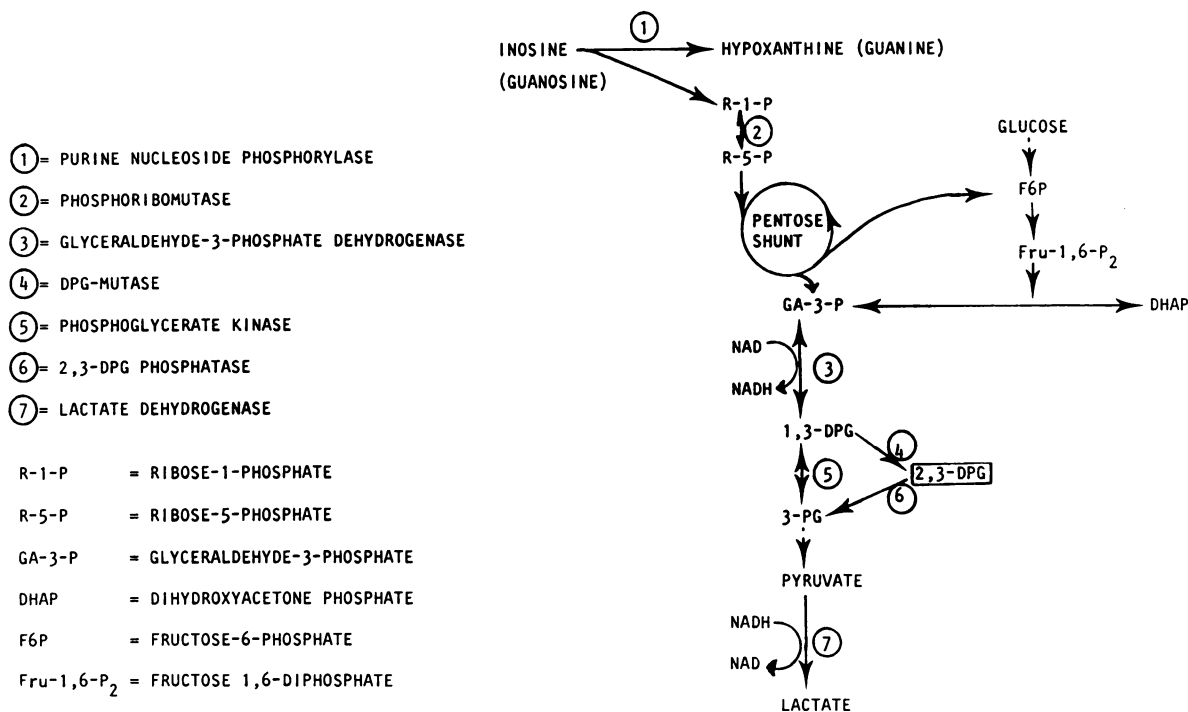 ①
INOSINE
HYPOXANTHINE (GUANINE)
(GUANOSINE)
R-1-P
②
R-5-P
GLUCOSE
F6P
PENTOSE
SHUNT
Fru-1,6-P₂
GA-3-P
DHAP
NAD
③
NADH
1,3-DPG
④
⑤
2,3-DPG
⑥
3-PG
PYRUVATE
NADH
⑦
NAD
LACTATE
①= PURINE NUCLEOSIDE PHOSPHORYLASE
②= PHOSPHORIBOMUTASE
③= GLYCERALDEHYDE-3-PHOSPHATE DEHYDROGENASE
④= DPG-MUTASE
⑤= PHOSPHOGLYCERATE KINASE
⑥= 2,3-DPG PHOSPHATASE
⑦= LACTATE DEHYDROGENASE
R-1-P = RIBOSE-1-PHOSPHATE
R-5-P = RIBOSE-5-PHOSPHATE
GA-3-P = GLYCERALDEHYDE-3-PHOSPHATE
DHAP = DIHYDROXYACETONE PHOSPHATE
F6P = FRUCTOSE-6-PHOSPHATE
Fru-1,6-P₂ = FRUCTOSE 1,6-DIPHOSPHATE